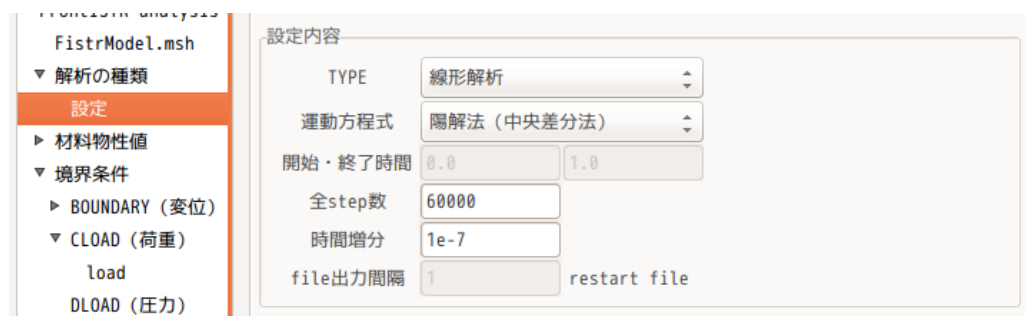 FistrModel.msh
▼ 解析の種類
設定
▶ 材料物性値
▼ 境界条件
▶ BOUNDARY (変位)
▼ CLOAD (荷重)
load
DLOAD (圧力)
設定内容
TYPE 線形解析
運動方程式 陽解法 (中央差分法)
開始・終了時間 0.0 1.0
全step数 60000
時間増分 1e-7
file出力間隔 1 restart file